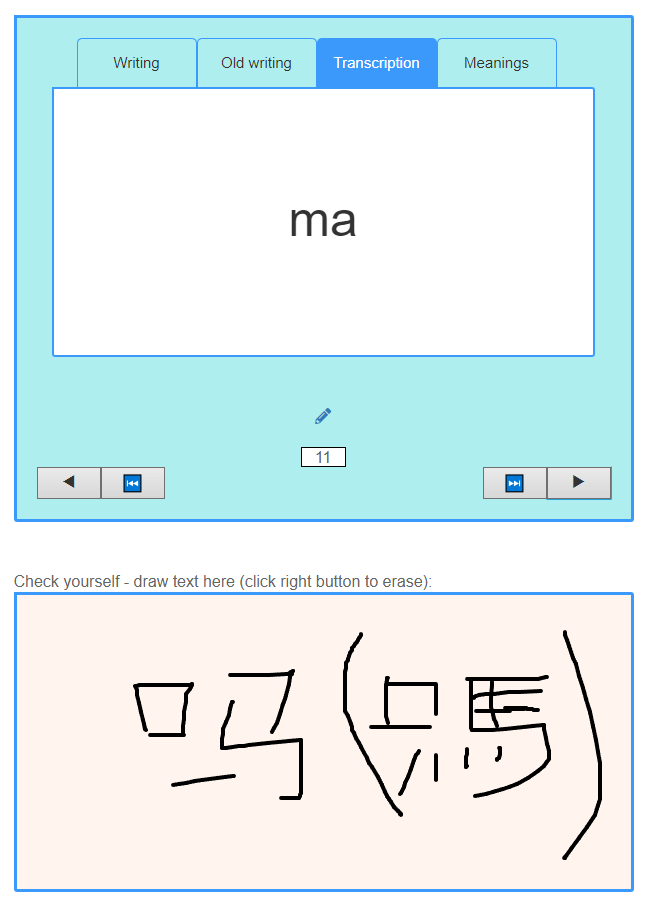 Writing Old writing Transcription Meanings
ma
11
Check yourself - draw text here (click right button to erase):
吗(嗎)